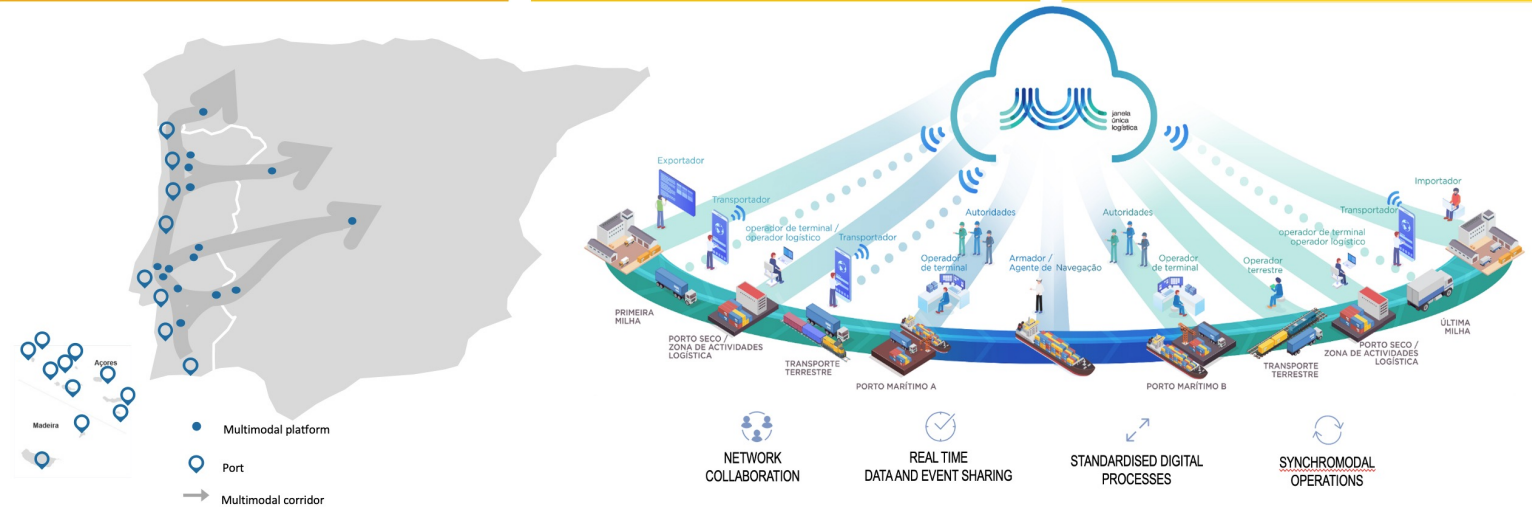 Açores
Madeira
Multimodal platform
Port
Multimodal corridor
janela
única
logística
Exportador
Transportador
operador de terminal /
operador logístico
Transportador
Autoridades
Operador
de terminal
Armador /
Agente de Navegação
Autoridades
Operador
de terminal
Operador
terrestre
operador de terminal
operador logístico
Transportador
Importador
PRIMEIRA
MILHA
PORTO SECO /
ZONA DE ACTIVIDADES
LOGÍSTICA
TRANSPORTE
TERRESTRE
PORTO MARÍTIMO A
PORTO MARÍTIMO B
TRANSPORTE
TERRESTRE
PORTO SECO /
ZONA DE ACTIVIDADES
LOGÍSTICA
ÚLTIMA
MILHA
NETWORK
COLLABORATION
REAL TIME
DATA AND EVENT SHARING
STANDARDISED DIGITAL
PROCESSES
SYNCHROMODAL
OPERATIONS